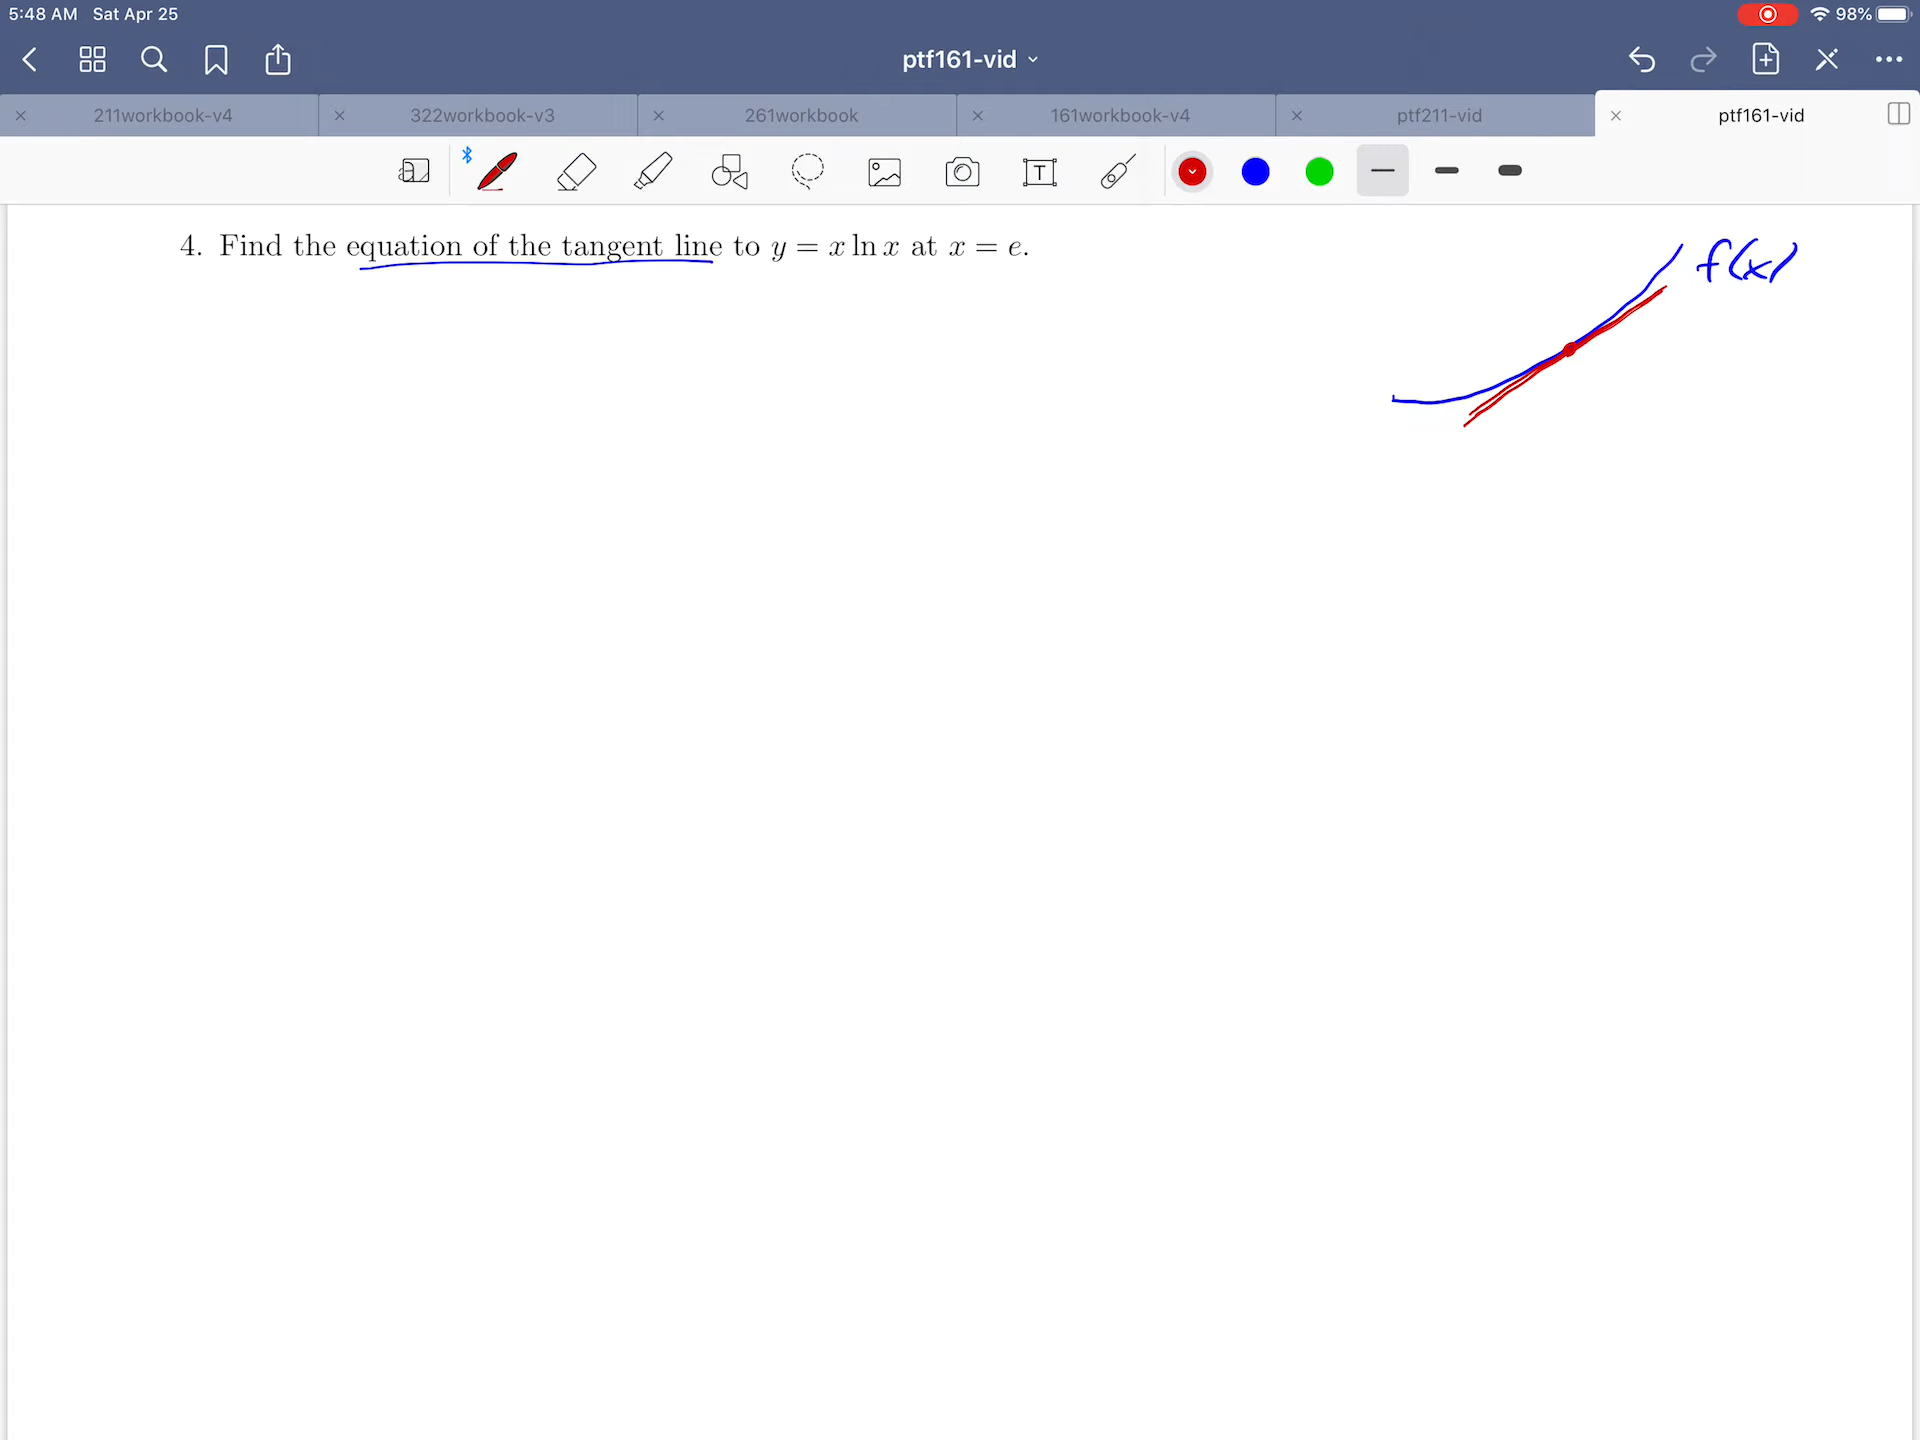 5:48 AM Sat Apr 25
98%
ptf161-vid
211workbook-v4
322workbook-v3
261workbook
161workbook-v4
ptf211-vid
ptf161-vid
4. Find the equation of the tangent line to y = x ln x at x = e.
f(x)